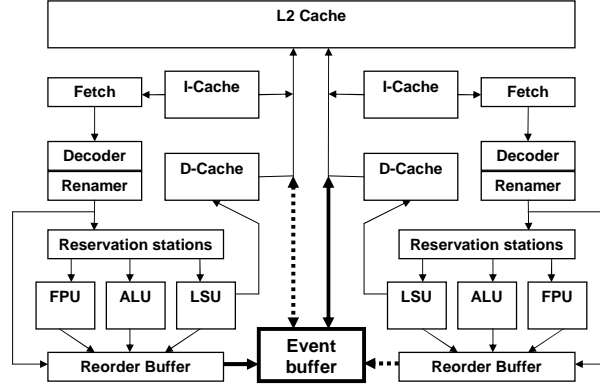 L2 Cache
Fetch
I-Cache
I-Cache
Fetch
Decoder
Renamer
D-Cache
D-Cache
Decoder
Renamer
Reservation stations
Reservation stations
FPU
ALU
LSU
LSU
ALU
FPU
Event
buffer
Reorder Buffer
Reorder Buffer